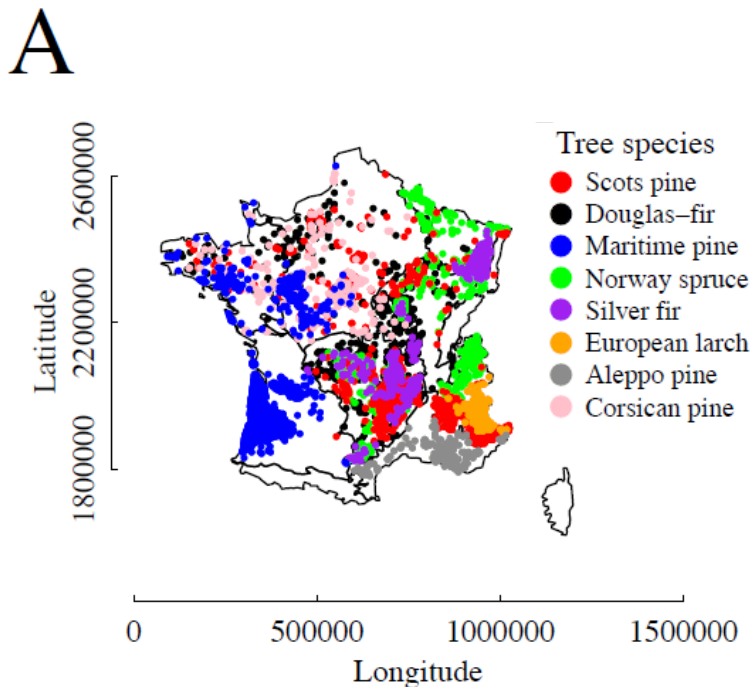 A
Tree species
Scots pine
Douglas–fir
Maritime pine
Norway spruce
Silver fir
European larch
Aleppo pine
Corsican pine
Latitude
2600000
2200000
1800000
0 500000 1000000 1500000
Longitude